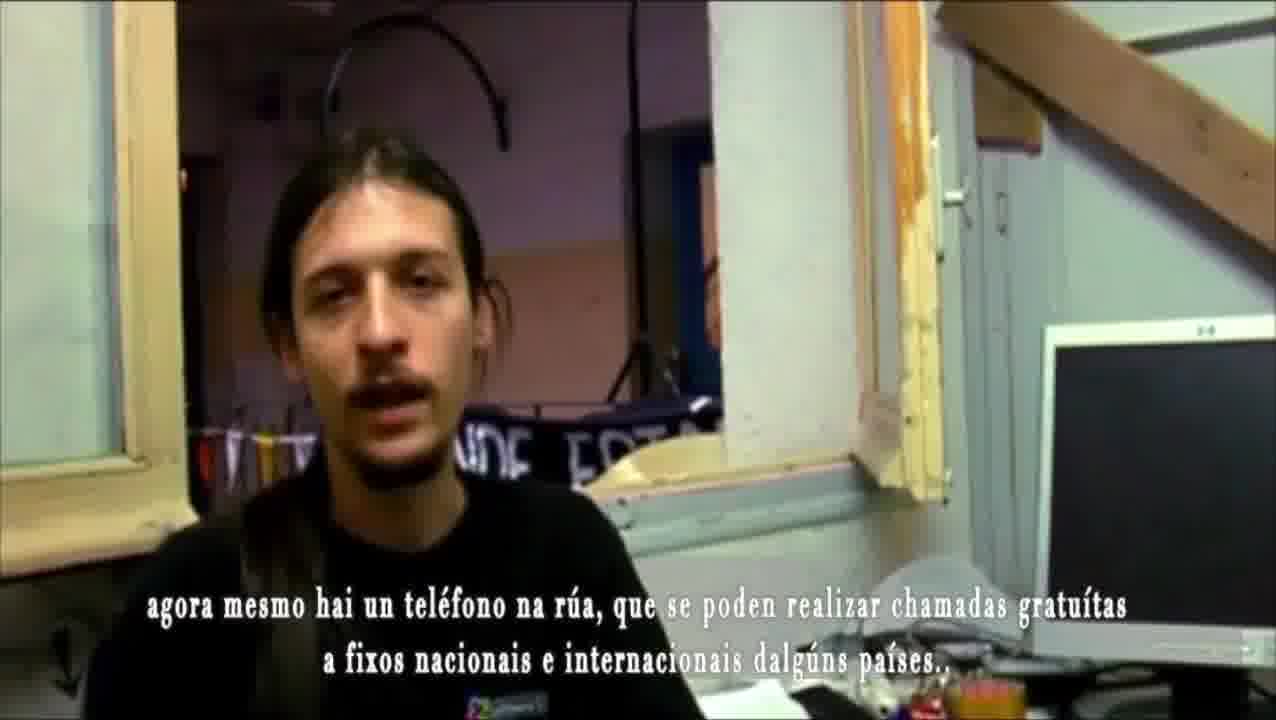 agora mesmo hai un teléfono na rúa, que se poden realizar chamadas gratuítas
a fixos nacionais e internacionais dalgúns países..